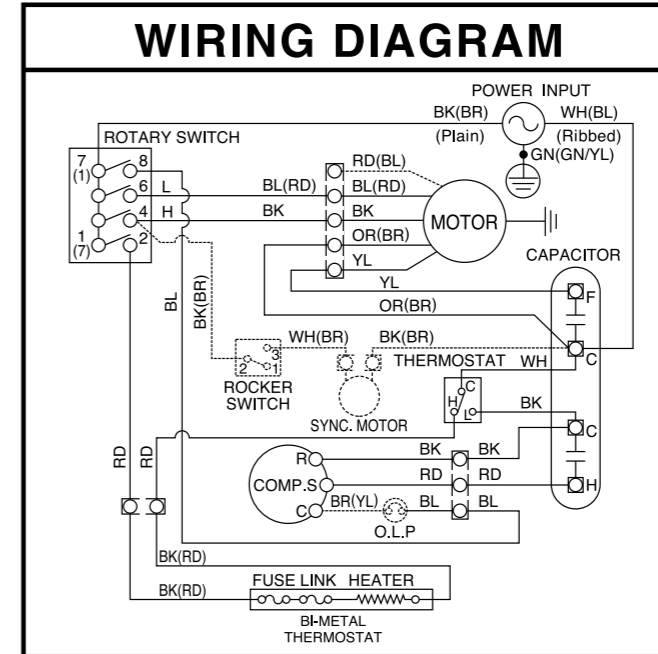 WIRING DIAGRAM
POWER INPUT
BK(BR)
WH(BL)
(Plain)
(Ribbed)
GN(GN/YL)
ROTARY SWITCH
7
(1)
8
6
L
4
H
1
(7)
2
RD(BL)
BL(RD)
BL(RD)
BK
BK
OR(BR)
YL
MOTOR
CAPACITOR
YL
F
OR(BR)
BL
BK(BR)
WH(BR)
BK(BR)
C
3
2
1
ROCKER
SWITCH
SYNC. MOTOR
THERMOSTAT
WH
C
H
L
BK
C
RD
RD
R
BK
BK
COMP.S
RD
RD
H
C
BR(YL)
BL
BL
O.L.P
BK(RD)
BK(RD)
FUSE LINK
HEATER
BI-METAL
THERMOSTAT